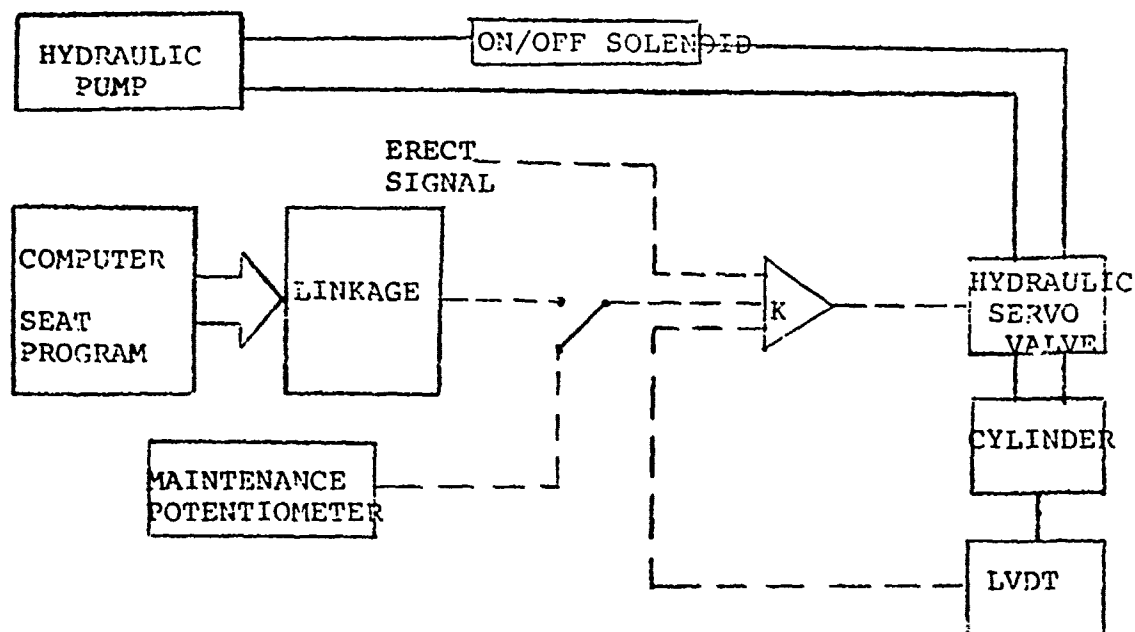 HYDRAULIC
PUMP
ON/OFF SOLENOID
ERECT
SIGNAL
COMPUTER
SEAT
PROGRAM
LINKAGE
K
HYDRAULIC
SERVO
VALVE
MAINTENANCE
POTENTIOMETER
CYLINDER
LVDT